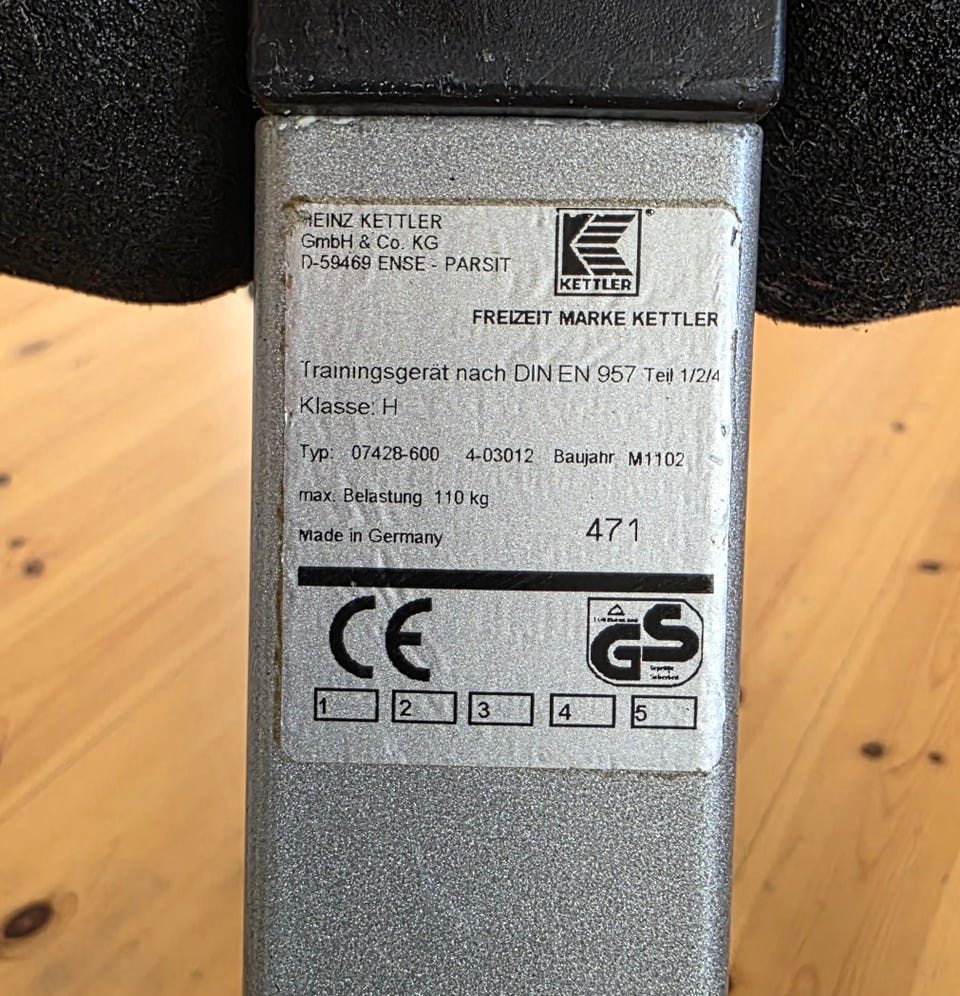 HEINZ KETTLER
GmbH & Co. KG
D-59469 ENSE - PARSIT
KETTLER
®
FREIZEIT MARKE KETTLER
Trainingsgerät nach DIN EN 957 Teil 1/2/4
Klasse: H
Typ: 07428-600 4-03012 Baujahr M1102
max. Belastung 110 kg
Made in Germany 471
CE
GS
geprüfte
Sicherheit
1 2 3 4 5